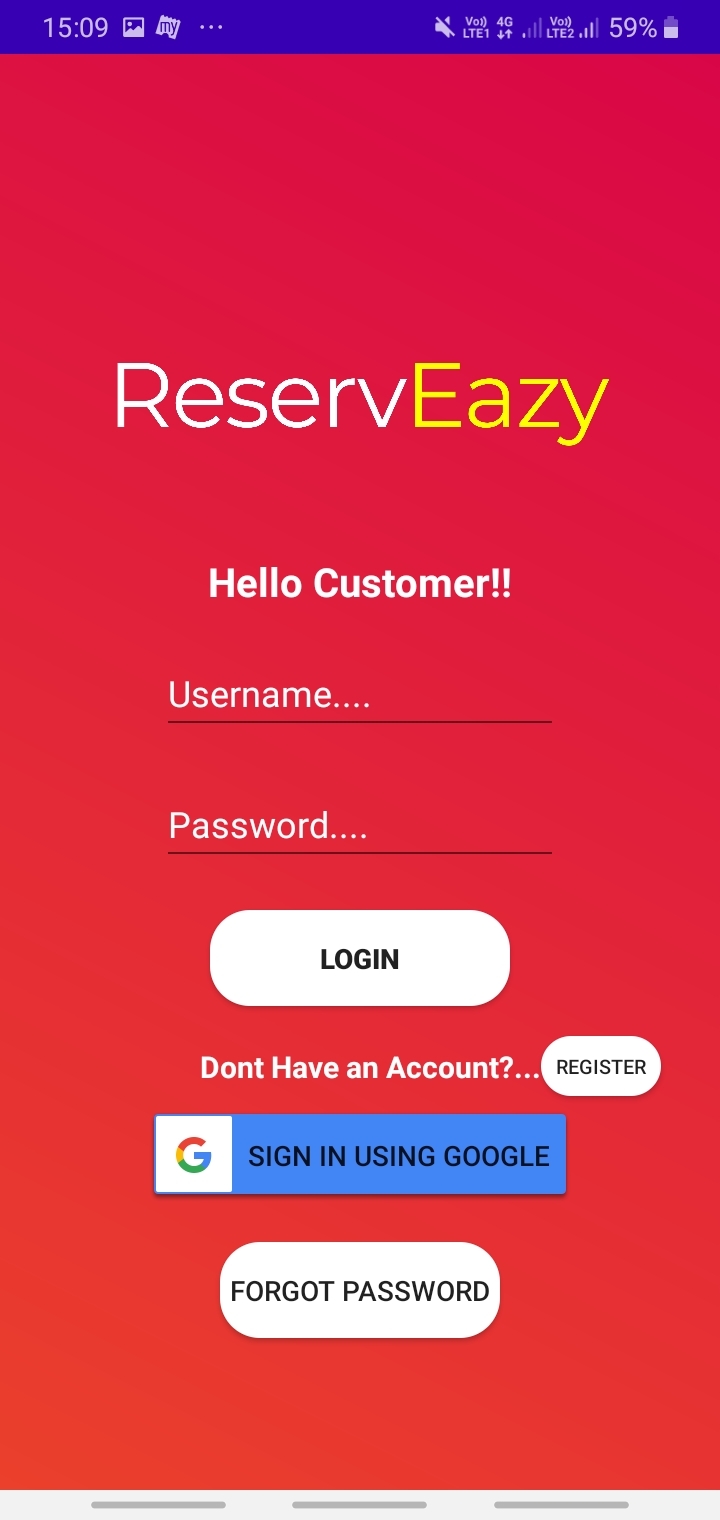 15:09 my ... Vo)) LTE1 4G Vo)) LTE2 59%
ReservEazy
Hello Customer!!
Username....
Password....
LOGIN
Dont Have an Account?... REGISTER
SIGN IN USING GOOGLE
FORGOT PASSWORD